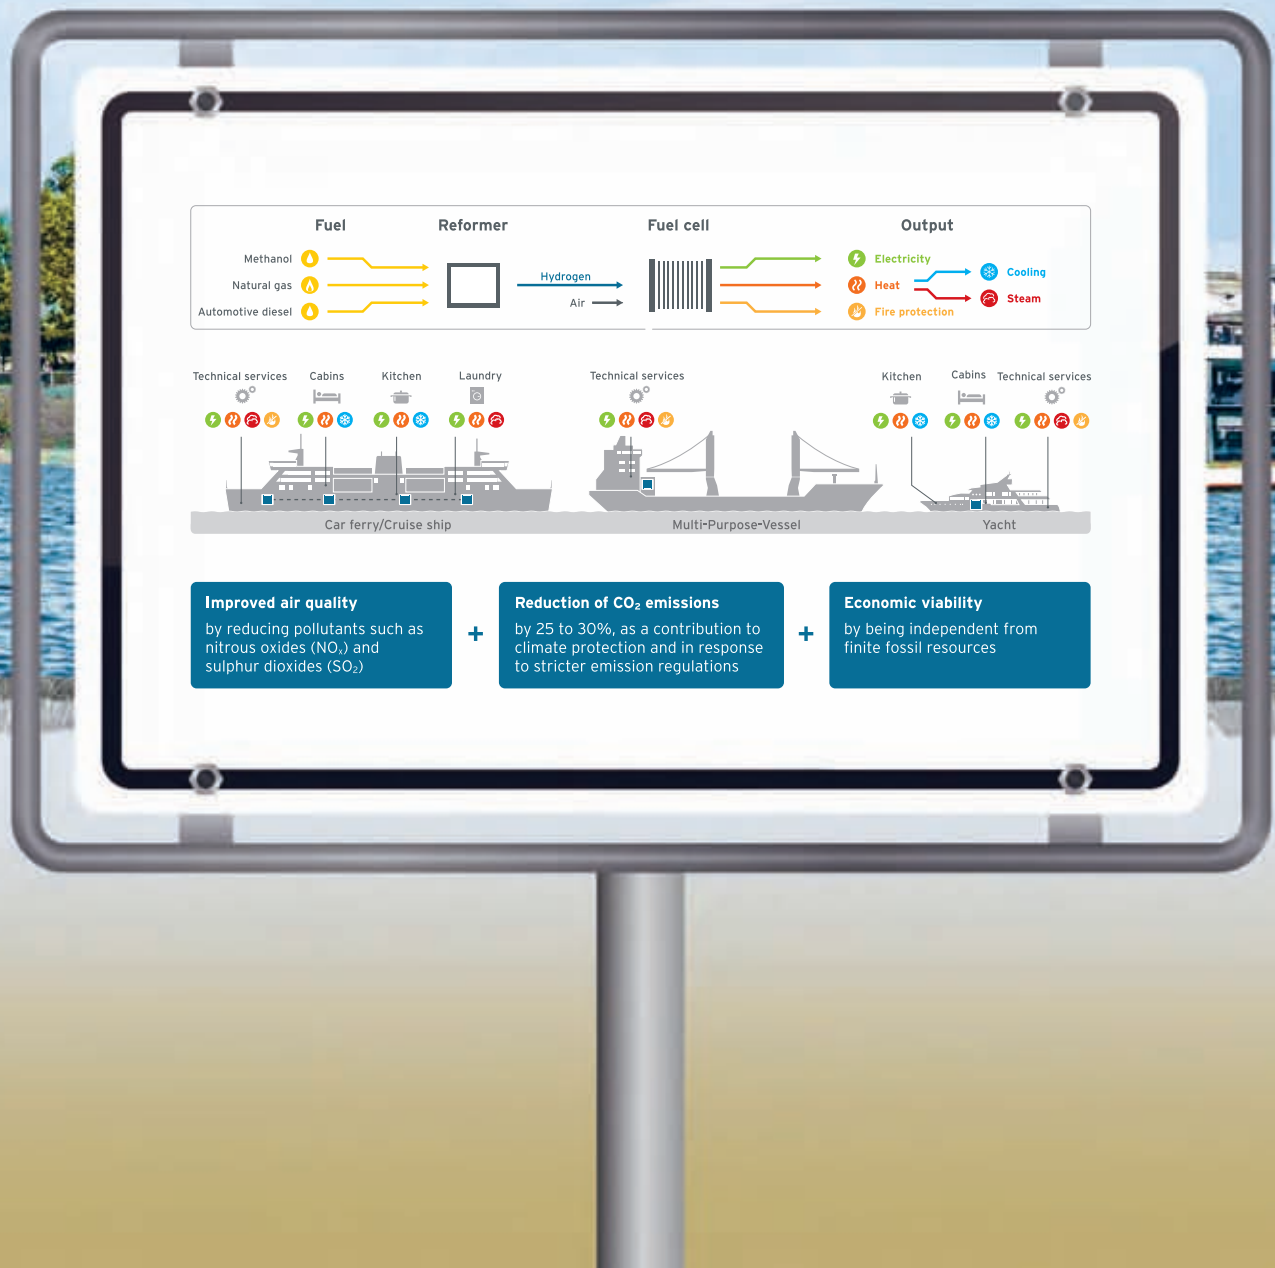 Fuel Reformer Fuel cell Output
Methanol
Natural gas
Automotive diesel
Hydrogen
Air
Electricity
Heat
Fire protection
Cooling
Steam
Technical services Cabins Kitchen Laundry
Technical services
Kitchen Cabins Technical services
Car ferry/Cruise ship
Multi-Purpose-Vessel
Yacht
Improved air quality
by reducing pollutants such as
nitrous oxides (NOₓ) and
sulphur dioxides (SO₂)
+
Reduction of CO₂ emissions
by 25 to 30%, as a contribution to
climate protection and in response
to stricter emission regulations
+
Economic viability
by being independent from
finite fossil resources